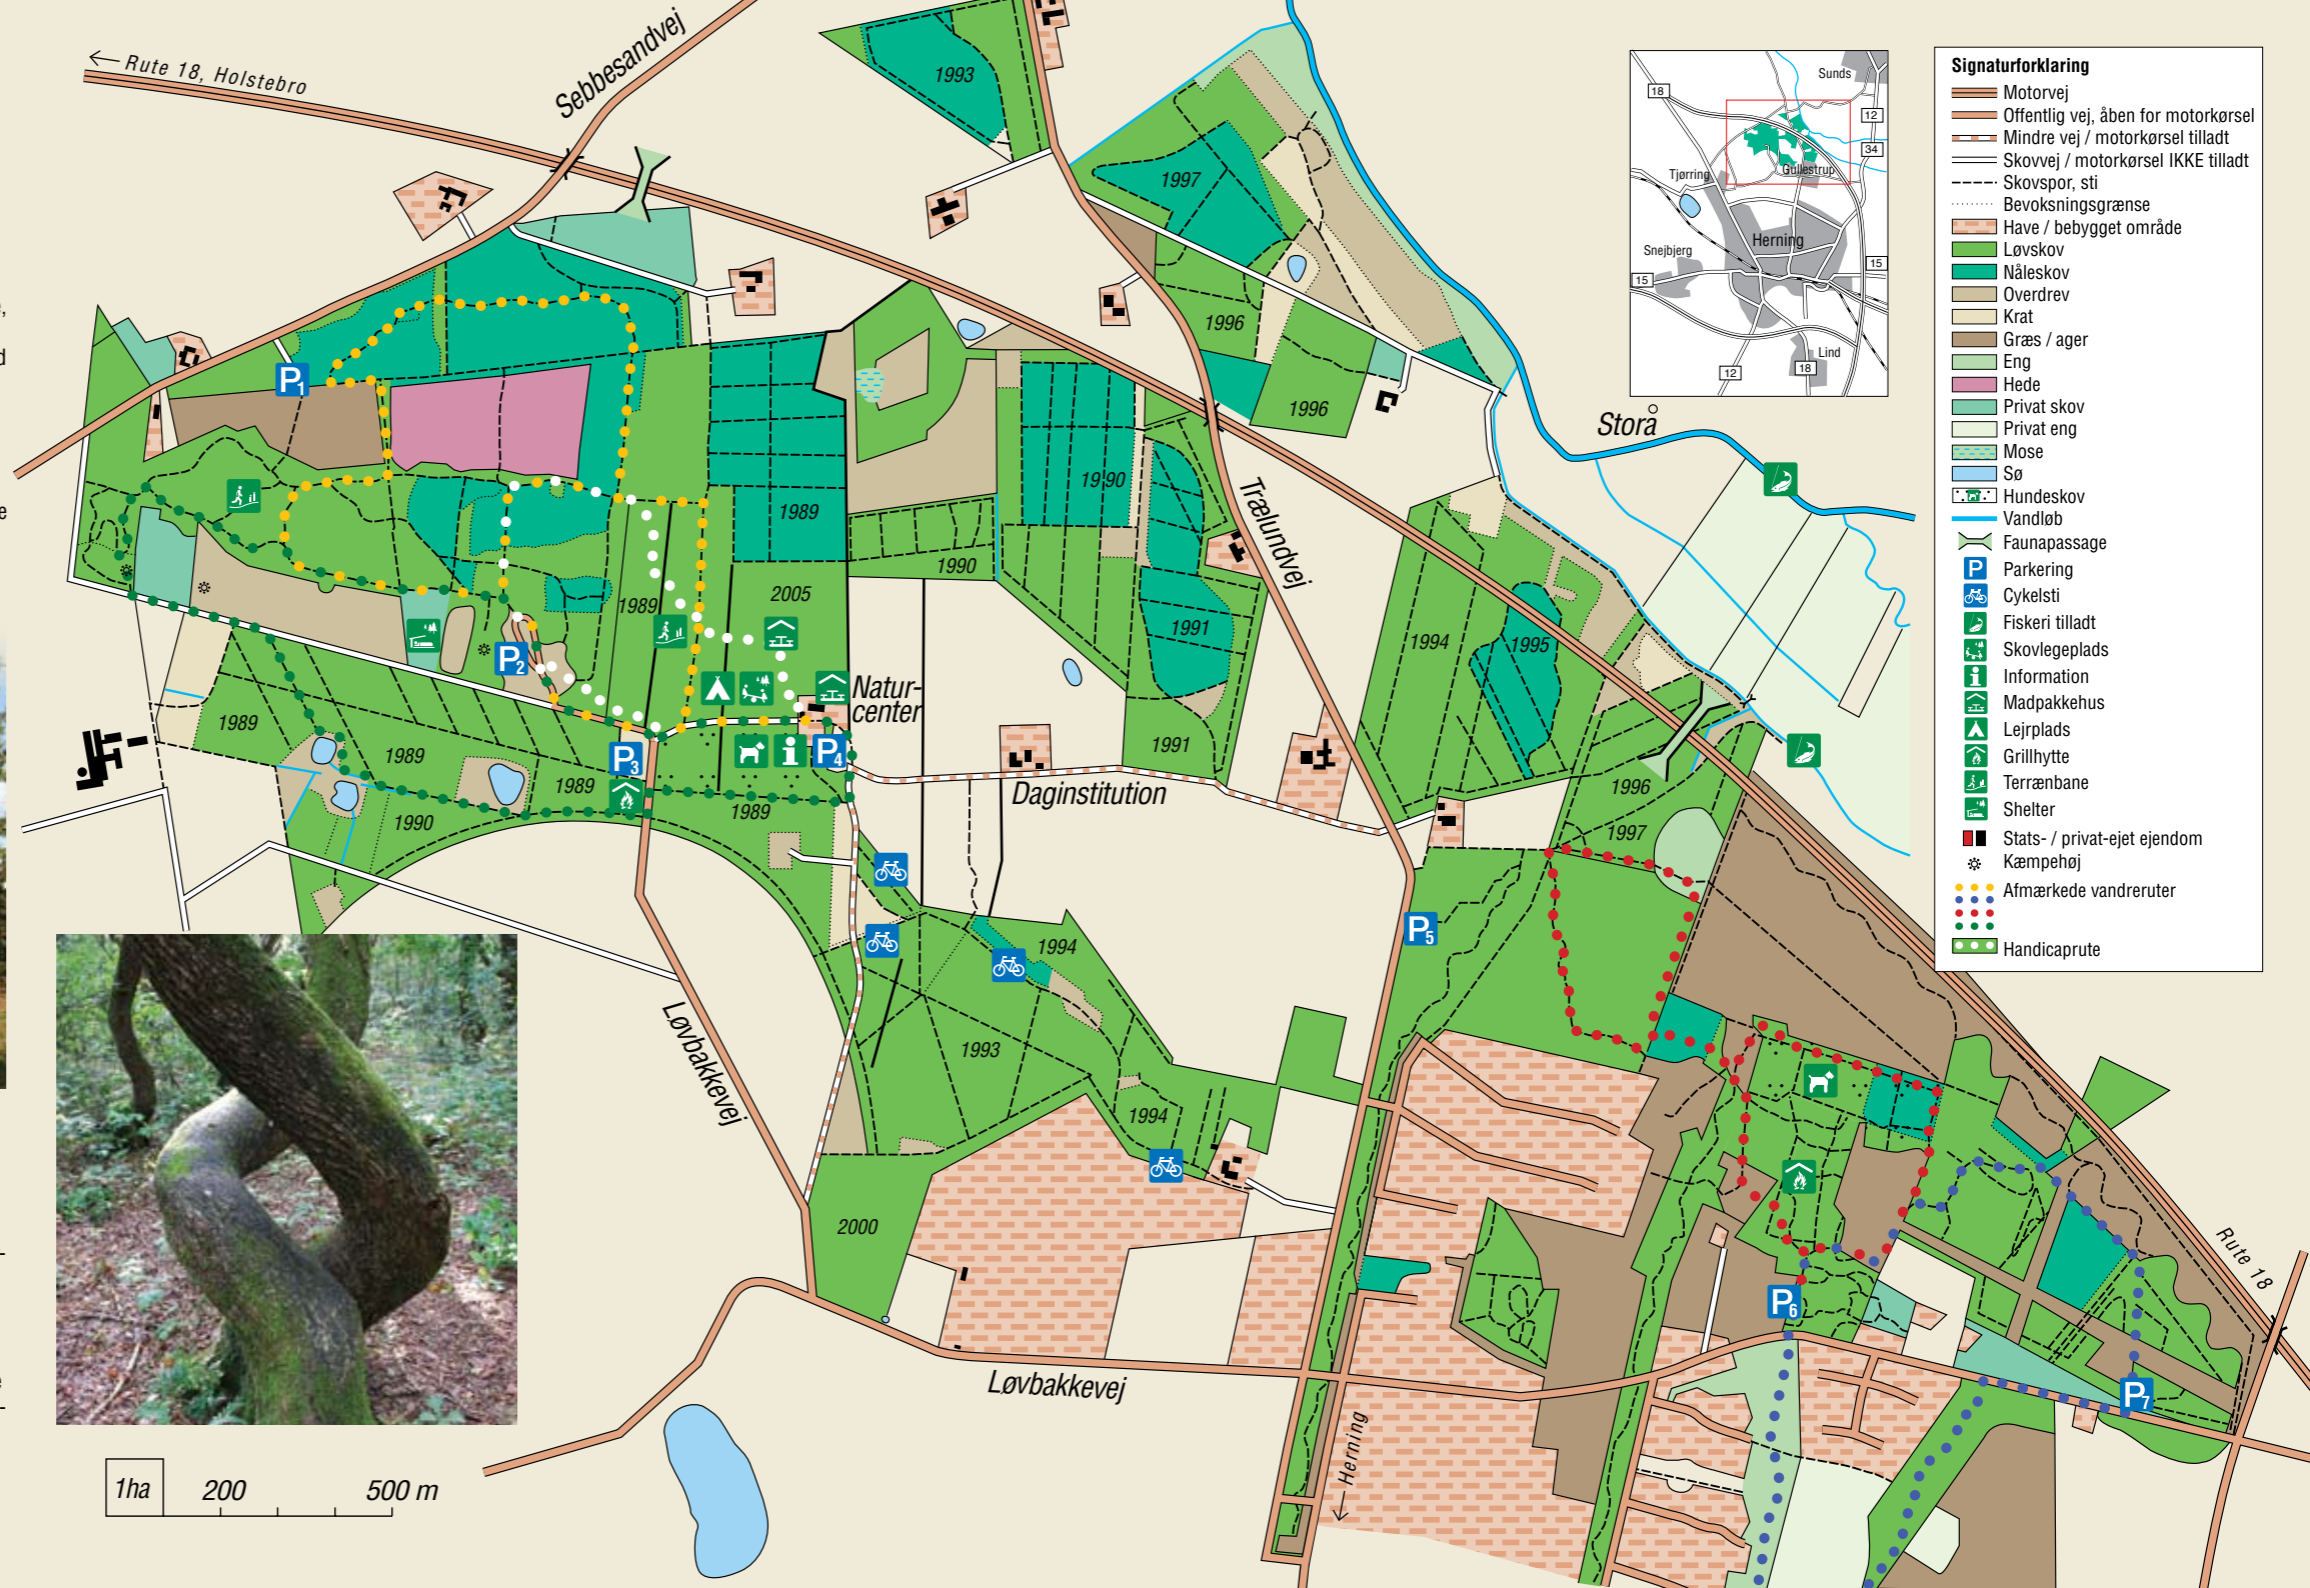 ← Rute 18, Holstebro
Sebbesandvej
1993
1997
1996
1996
Storå
Trælundvej
1990
1989
1990
2005
1989
1991
1991
1994
1995
1996
1997
P1
P2
P3
P4
P5
P6
P7
Natur-
center
Daginstitution
1989
1989
1989
1990
1989
1994
1993
1994
2000
Løvbakkevej
Løvbakkevej
← Herning
Rute 18
1ha
200
500 m
Sunds
18
12
34
Gullestrup
Tjørring
Herning
Snejbjerg
15
15
Lind
12
18
Signaturforklaring
Motorvej
Offentlig vej, åben for motorkørsel
Mindre vej / motorkørsel tilladt
Skovvej / motorkørsel IKKE tilladt
Skovspor, sti
Bevoksningsgrænse
Have / bebygget område
Løvskov
Nåleskov
Overdrev
Krat
Græs / ager
Eng
Hede
Privat skov
Privat eng
Mose
Sø
Hundeskov
Vandløb
Faunapassage
P Parkering
Cykelsti
Fiskeri tilladt
Skovlegeplads
i Information
Madpakkehus
Lejrplads
Grillhytte
Terrænbane
Shelter
Stats- / privat-ejet ejendom
Kæmpehøj
Afmærkede vandreruter
Handicaprute